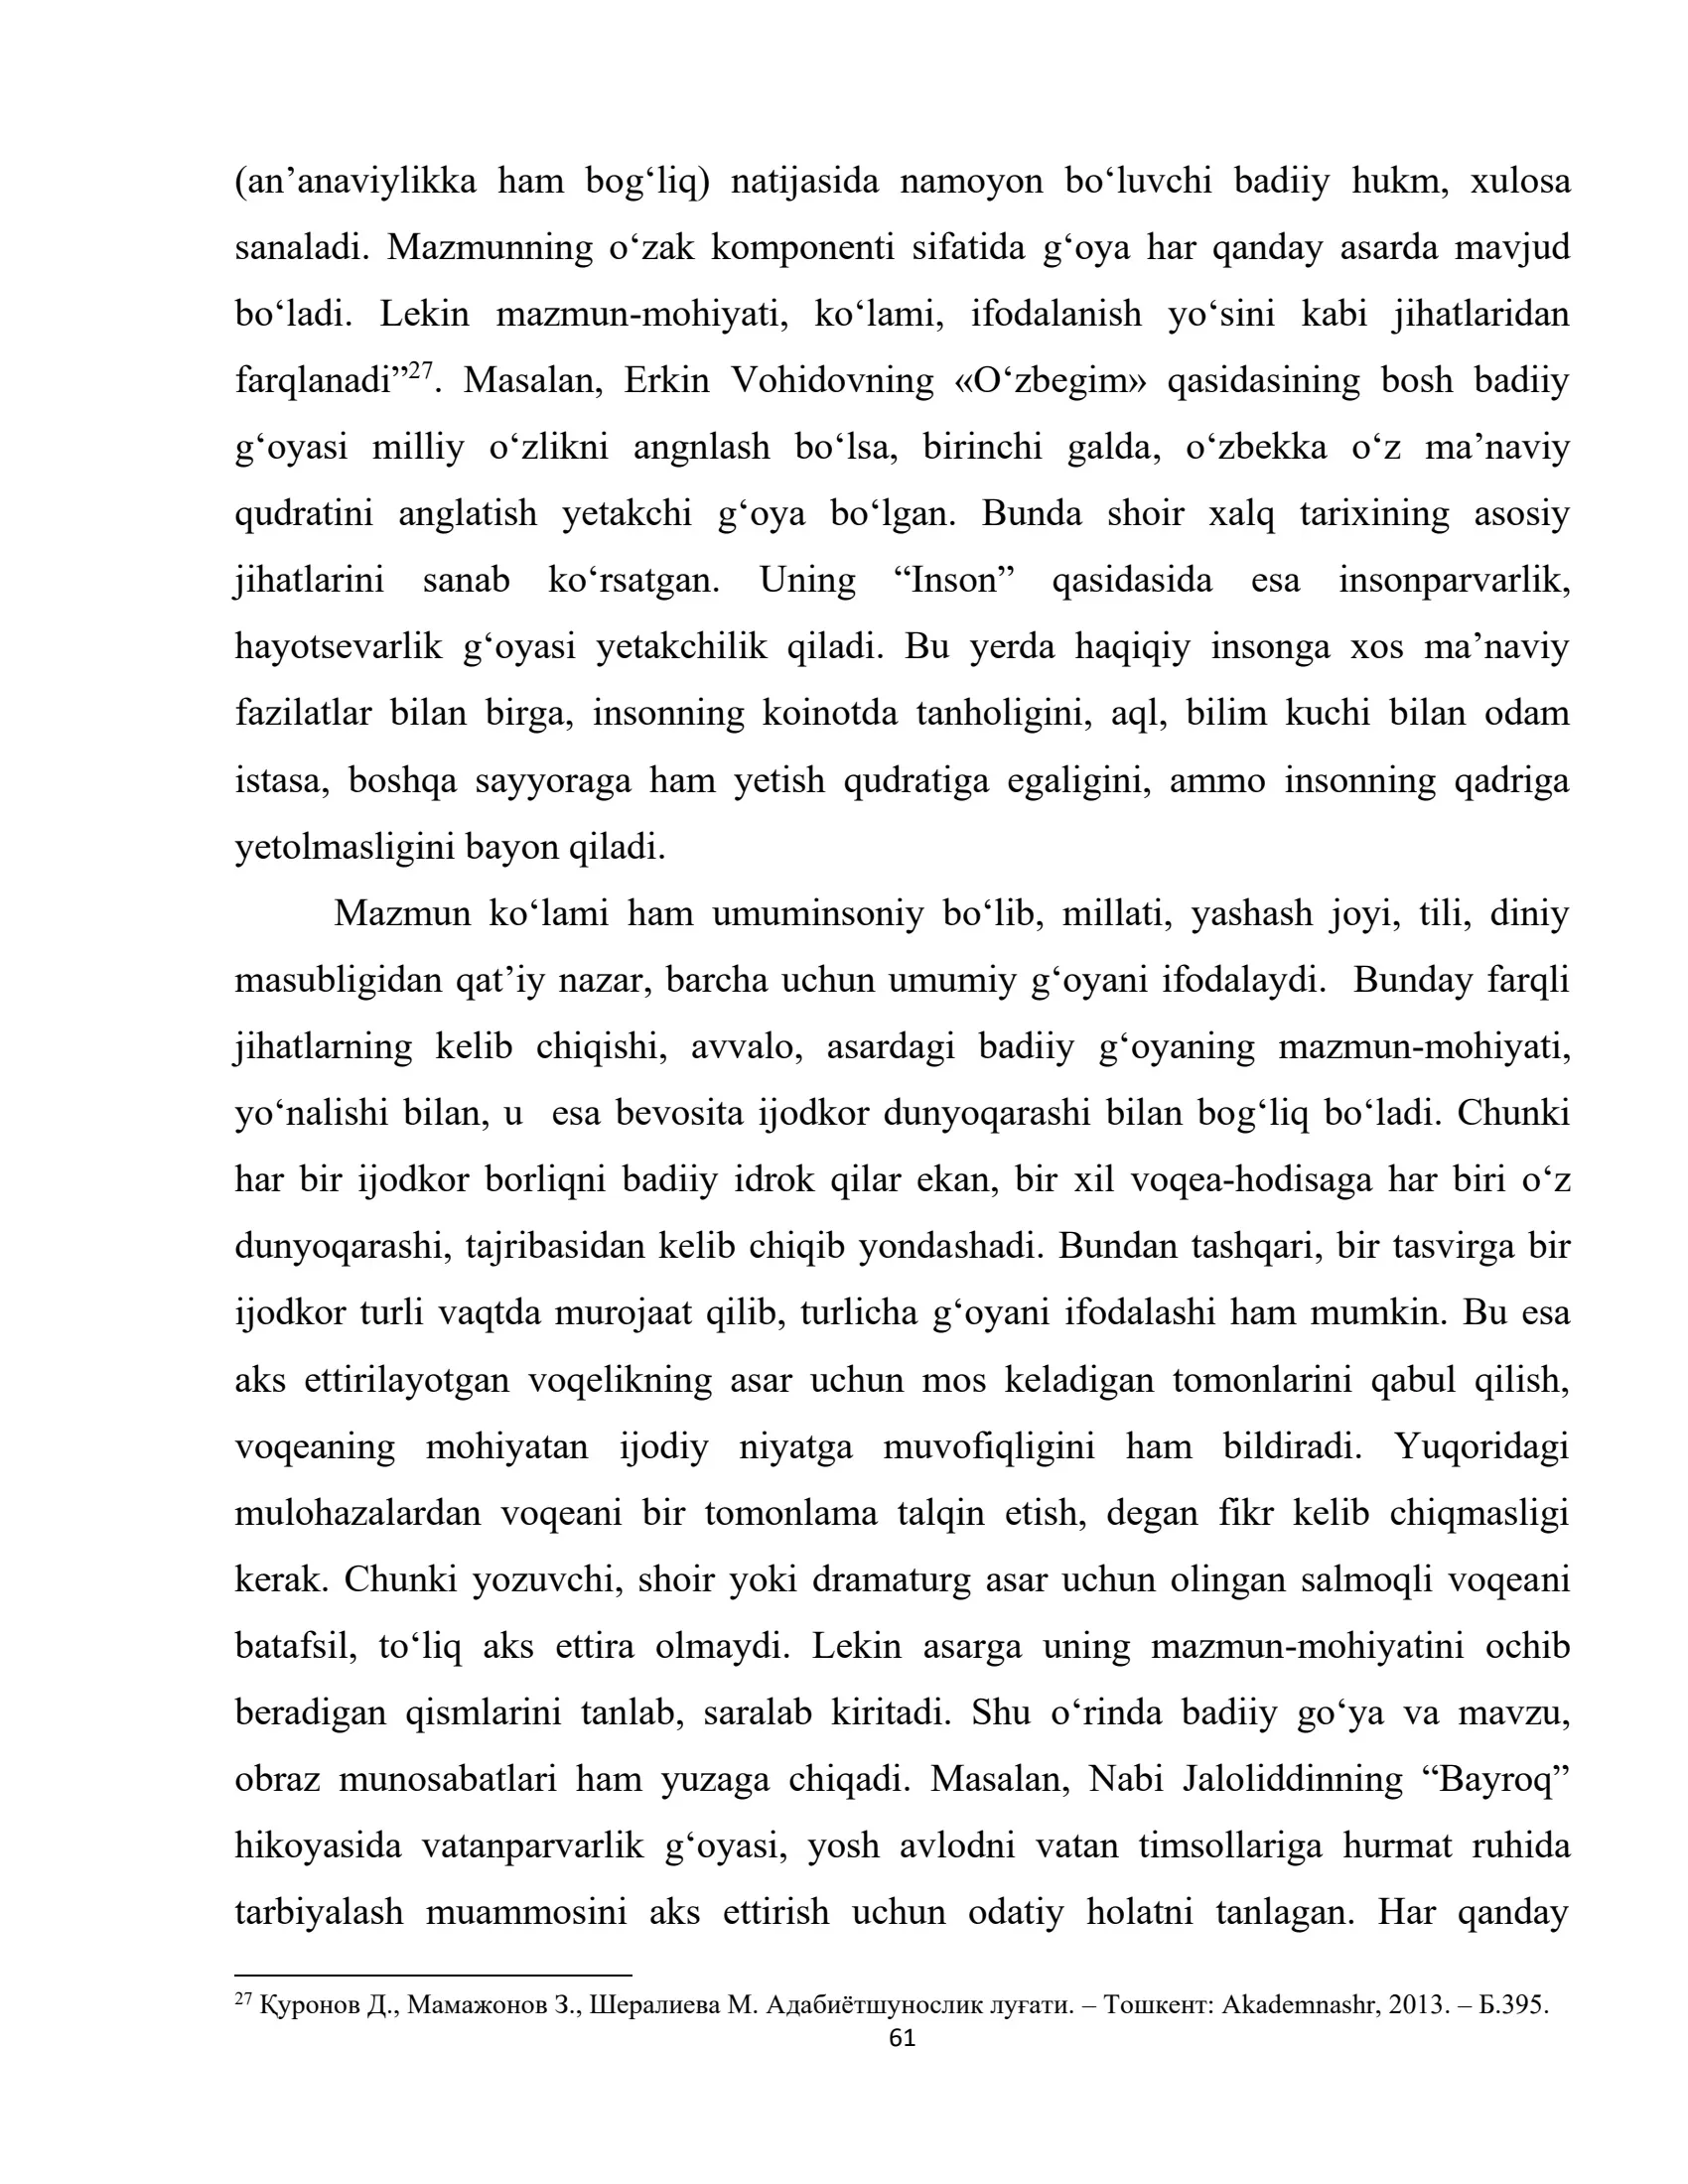 (an’anaviylikka ham bog‘liq) natijasida namoyon bo‘luvchi badiiy hukm, xulosa
sanaladi. Mazmunning o‘zak komponenti sifatida g‘oya har qanday asarda mavjud
bo‘ladi. Lekin mazmun-mohiyati, ko‘lami, ifodalanish yo‘sini kabi jihatlaridan
farqlanadi”27. Masalan, Erkin Vohidovning «O‘zbegim» qasidasining bosh badiiy
g‘oyasi milliy o‘zlikni angnlash bo‘lsa, birinchi galda, o‘zbekka o‘z ma’naviy
qudratini anglatish yetakchi g‘oya bo‘lgan. Bunda shoir xalq tarixining asosiy
jihatlarini sanab ko‘rsatgan. Uning “Inson” qasidasida esa insonparvarlik,
hayotsevarlik g‘oyasi yetakchilik qiladi. Bu yerda haqiqiy insonga xos ma’naviy
fazilatlar bilan birga, insonning koinotda tanholigini, aql, bilim kuchi bilan odam
istasa, boshqa sayyoraga ham yetish qudratiga egaligini, ammo insonning qadriga
yetolmasligini bayon qiladi.
Mazmun ko‘lami ham umuminsoniy bo‘lib, millati, yashash joyi, tili, diniy
masubligidan qat’iy nazar, barcha uchun umumiy g‘oyani ifodalaydi. Bunday farqli
jihatlarning kelib chiqishi, avvalo, asardagi badiiy g‘oyaning mazmun-mohiyati,
yo‘nalishi bilan, u esa bevosita ijodkor dunyoqarashi bilan bog‘liq bo‘ladi. Chunki
har bir ijodkor borliqni badiiy idrok qilar ekan, bir xil voqea-hodisaga har biri o‘z
dunyoqarashi, tajribasidan kelib chiqib yondashadi. Bundan tashqari, bir tasvirga bir
ijodkor turli vaqtda murojaat qilib, turlicha g‘oyani ifodalashi ham mumkin. Bu esa
aks ettirilayotgan voqelikning asar uchun mos keladigan tomonlarini qabul qilish,
voqeaning mohiyatan ijodiy niyatga muvofiqligini ham bildiradi. Yuqoridagi
mulohazalardan voqeani bir tomonlama talqin etish, degan fikr kelib chiqmasligi
kerak. Chunki yozuvchi, shoir yoki dramaturg asar uchun olingan salmoqli voqeani
batafsil, to‘liq aks ettira olmaydi. Lekin asarga uning mazmun-mohiyatini ochib
beradigan qismlarini tanlab, saralab kiritadi. Shu o‘rinda badiiy go‘ya va mavzu,
obraz munosabatlari ham yuzaga chiqadi. Masalan, Nabi Jaloliddinning “Bayroq”
hikoyasida vatanparvarlik g‘oyasi, yosh avlodni vatan timsollariga hurmat ruhida
tarbiyalash muammosini aks ettirish uchun odatiy holatni tanlagan. Har qanday
27 Қуронов Д., Мамажонов З., Шералиева М. Адабиётшунослик луғати. – Тошкент: Akademnashr, 2013. – Б.395.
61